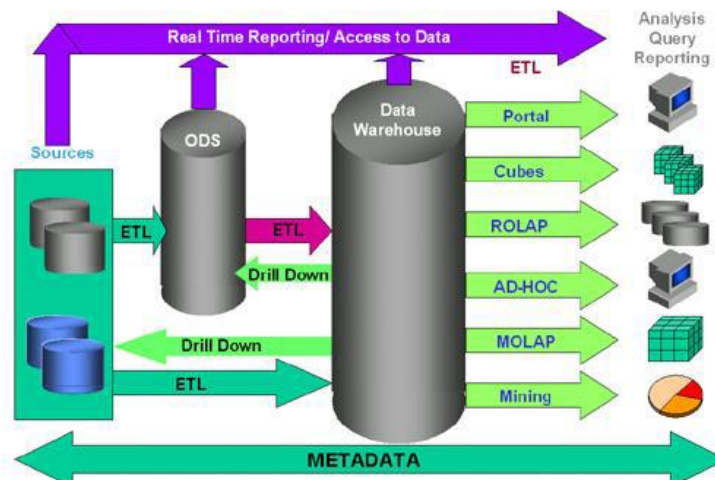 Real Time Reporting/ Access to Data
Analysis
Query
Reporting
ETL
Sources
ODS
Data
Warehouse
Portal
Cubes
ETL
ETL
ROLAP
Drill Down
AD-HOC
Drill Down
MOLAP
ETL
Mining
METADATA